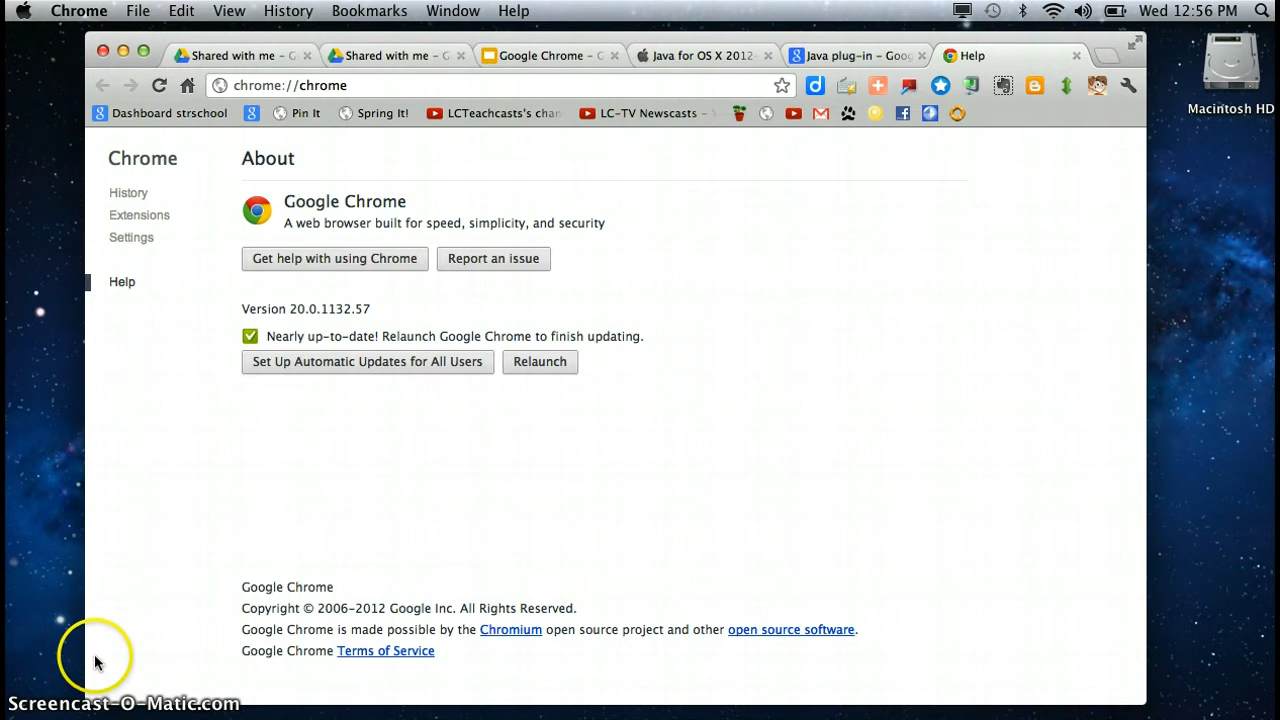 Chrome File Edit View History Bookmarks Window Help Wed 12:56 PM
Shared with me - G Shared with me - G Google Chrome - G Java for OS X 2012- Java plug-in - Goog Help
chrome://chrome
Dashboard strschool Pin It Spring It! LCTeachcasts's chan LC-TV Newscasts -
Macintosh HD
Chrome
History
Extensions
Settings
Help
About
Google Chrome
A web browser built for speed, simplicity, and security
Get help with using Chrome Report an issue
Version 20.0.1132.57
Nearly up-to-date! Relaunch Google Chrome to finish updating.
Set Up Automatic Updates for All Users Relaunch
Google Chrome
Copyright © 2006-2012 Google Inc. All Rights Reserved.
Google Chrome is made possible by the Chromium open source project and other open source software.
Google Chrome Terms of Service
Screencast-O-Matic.com